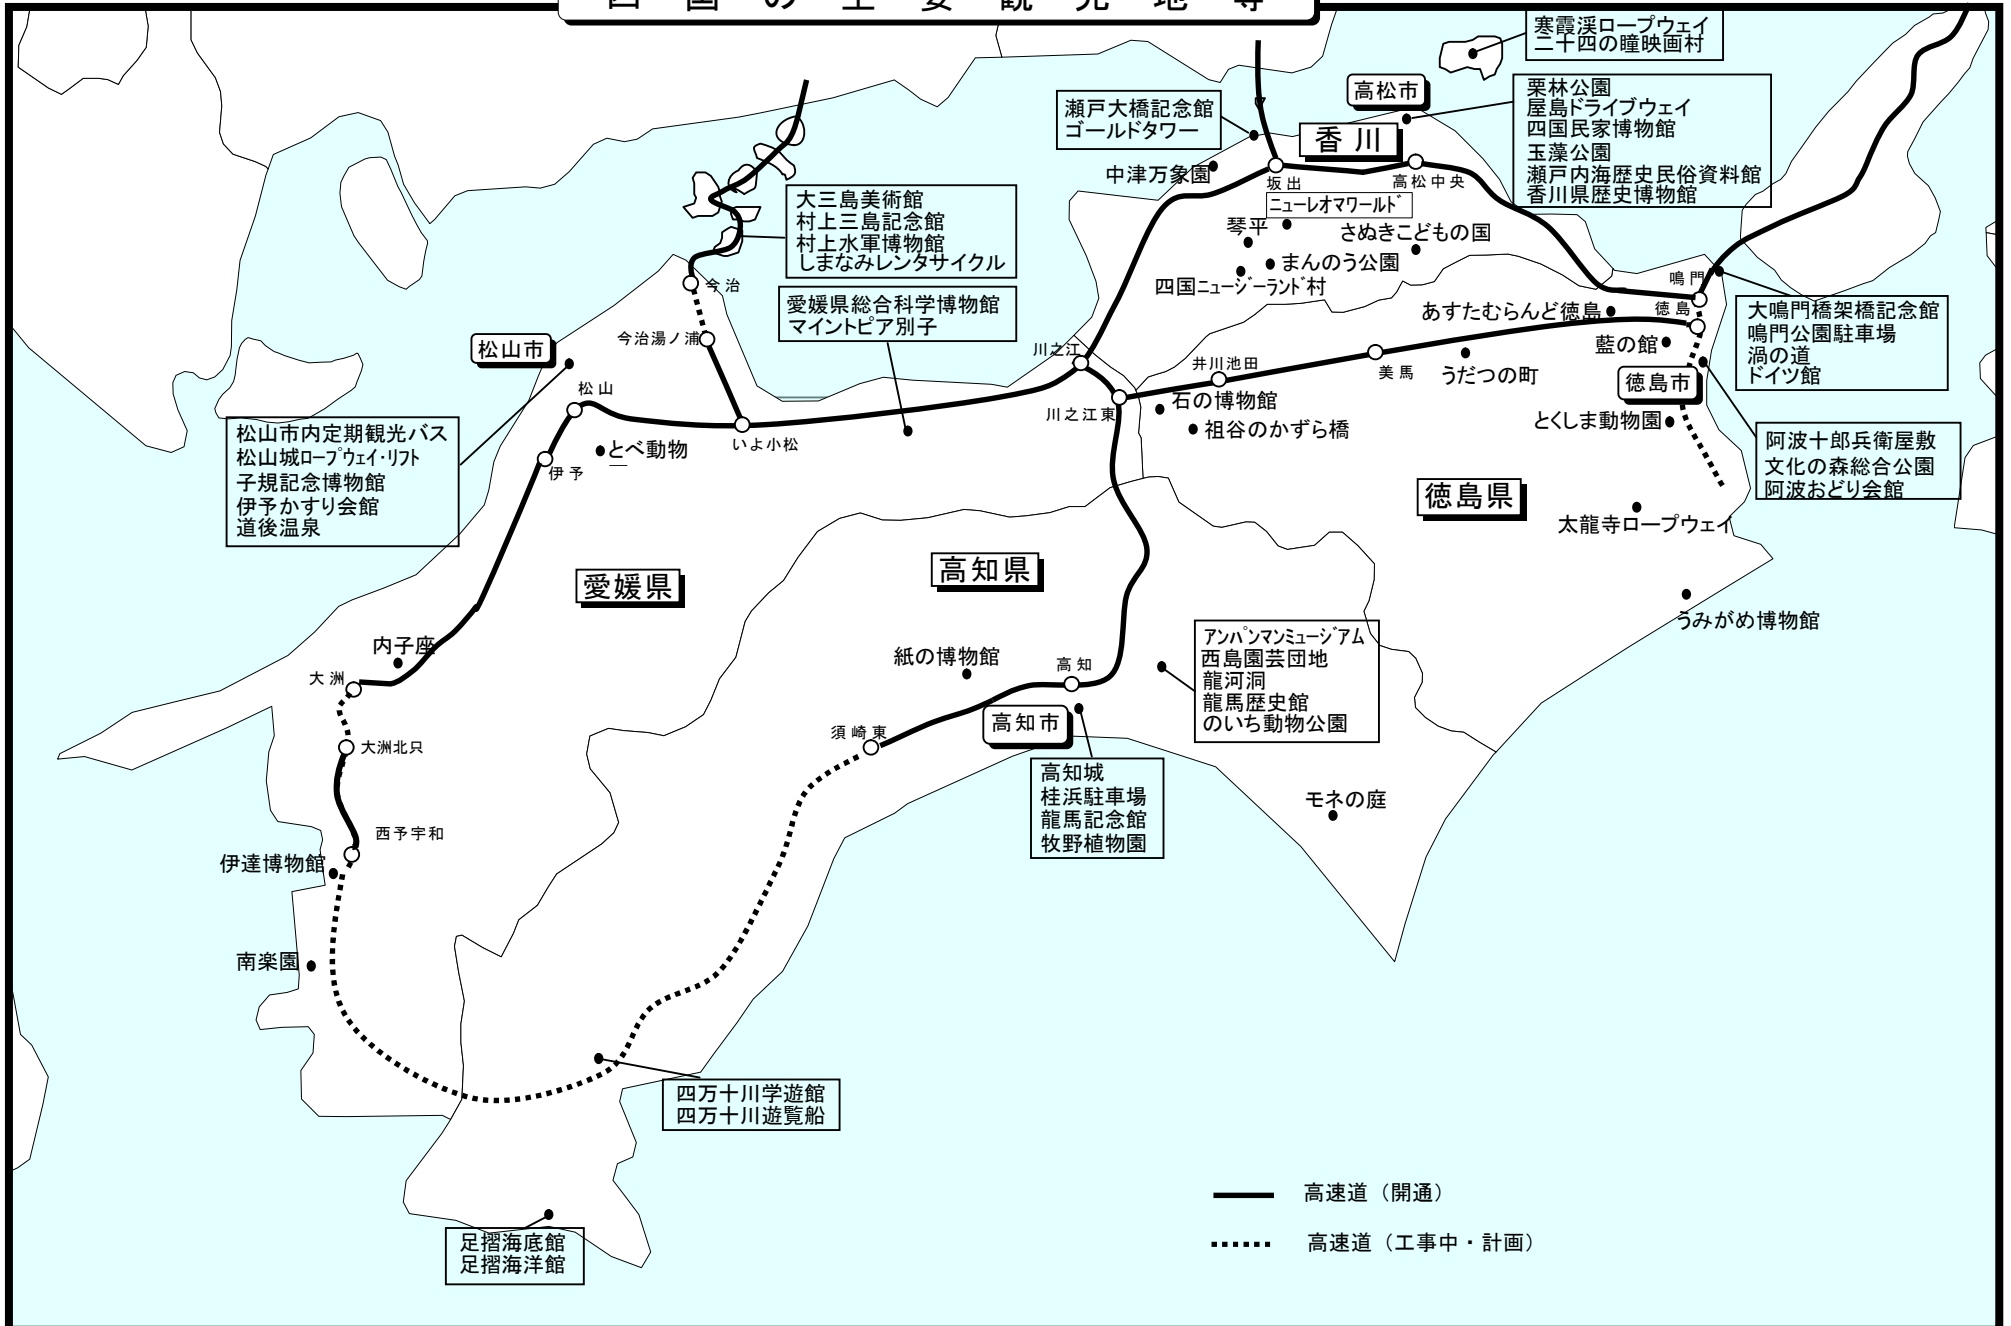 四国の主要観光地等
寒霞渓ロープウェイ
二十四の瞳映画村
高松市
栗林公園
屋島ドライブウェイ
四国民家博物館
玉藻公園
瀬戸内海歴史民俗資料館
香川県歴史博物館
瀬戸大橋記念館
ゴールドタワー
香川
中津万象園
坂出
高松中央
ニューレオマワールド
琴平
さぬきこどもの国
まんのう公園
四国ニュージーランド村
大三島美術館
村上三島記念館
村上水軍博物館
しまなみレンタサイクル
今治
愛媛県総合科学博物館
マイントピア別子
今治湯ノ浦
鳴門
徳島
あすたむらんど徳島
藍の館
大鳴門橋架橋記念館
鳴門公園駐車場
渦の道
ドイツ館
松山市
川之江
井川池田
美馬
うだつの町
徳島市
松山
川之江東
石の博物館
祖谷のかずら橋
とくしま動物園
松山市内定期観光バス
松山城ロープウェイ・リフト
子規記念博物館
伊予かすり会館
道後温泉
とべ動物
いよ小松
伊予
阿波十郎兵衛屋敷
文化の森総合公園
阿波おどり会館
徳島県
太龍寺ロープウェイ
愛媛県
高知県
うみがめ博物館
内子座
大洲
紙の博物館
高知
アンパンマンミュージアム
西島園芸団地
龍河洞
龍馬歴史館
のいち動物公園
須崎東
高知市
大洲北只
高知城
桂浜駐車場
龍馬記念館
牧野植物園
モネの庭
西予宇和
伊達博物館
南楽園
四万十川学遊館
四万十川遊覧船
足摺海底館
足摺海洋館
高速道（開通）
高速道（工事中・計画）